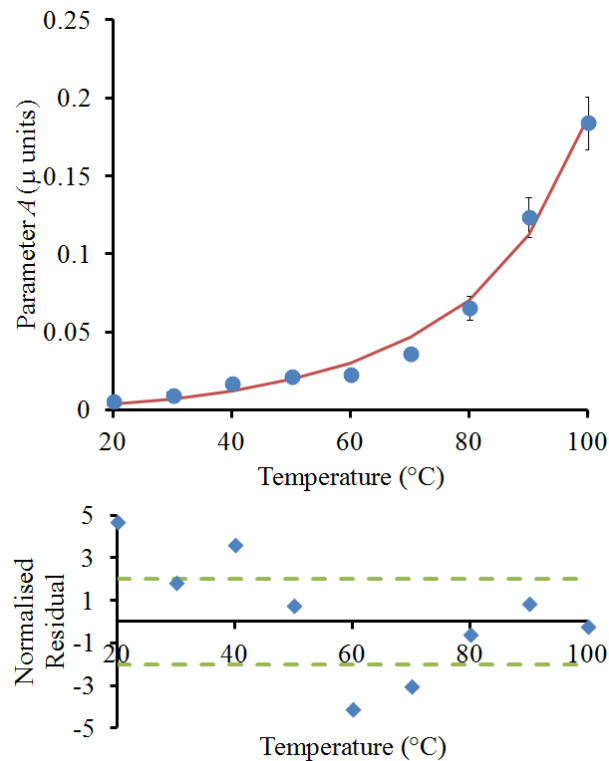 0.25
0.2
0.15
0.1
0.05
0
Parameter A (μ units)
20 40 60 80 100
Temperature (°C)
5
3
1
-1
-3
-5
Normalised
Residual
20 40 60 80 100
Temperature (°C)